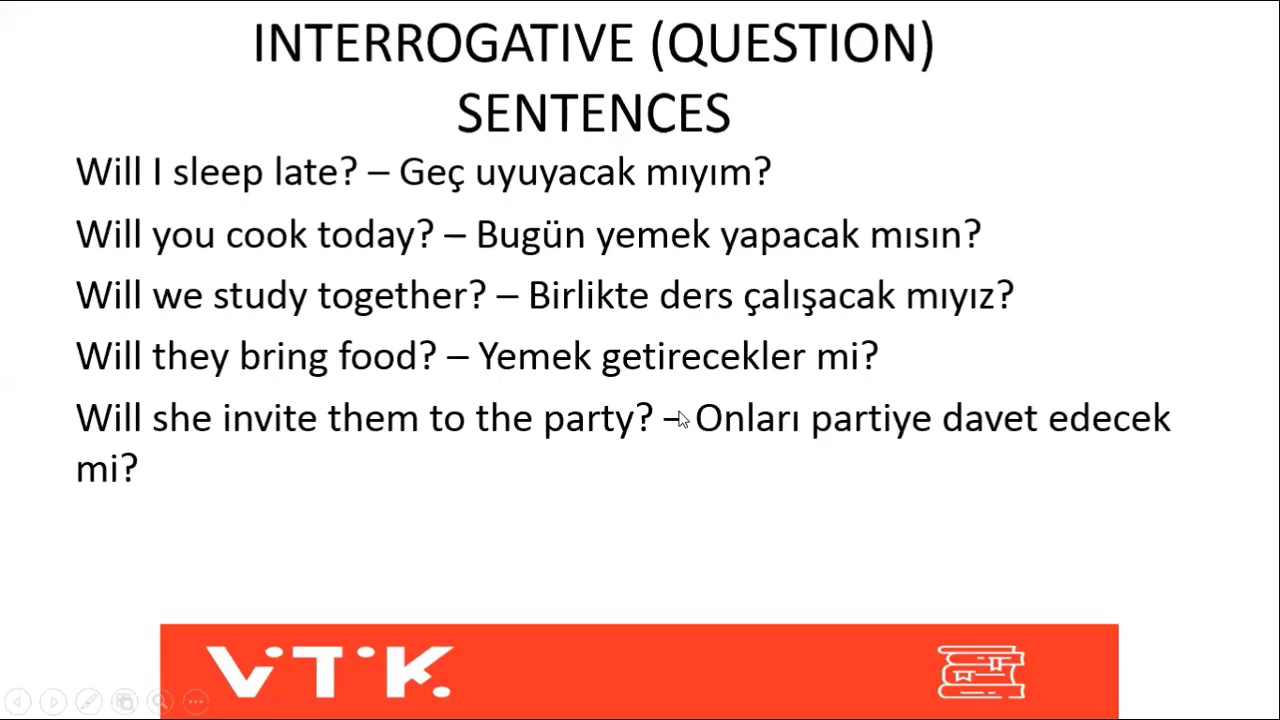 INTERROGATIVE (QUESTION)
SENTENCES
Will I sleep late? – Geç uyuyacak mıyım?
Will you cook today? – Bugün yemek yapacak mısın?
Will we study together? – Birlikte ders çalışacak mıyız?
Will they bring food? – Yemek getirecekler mi?
Will she invite them to the party? – Onları partiye davet edecek
mi?
VİTİK.